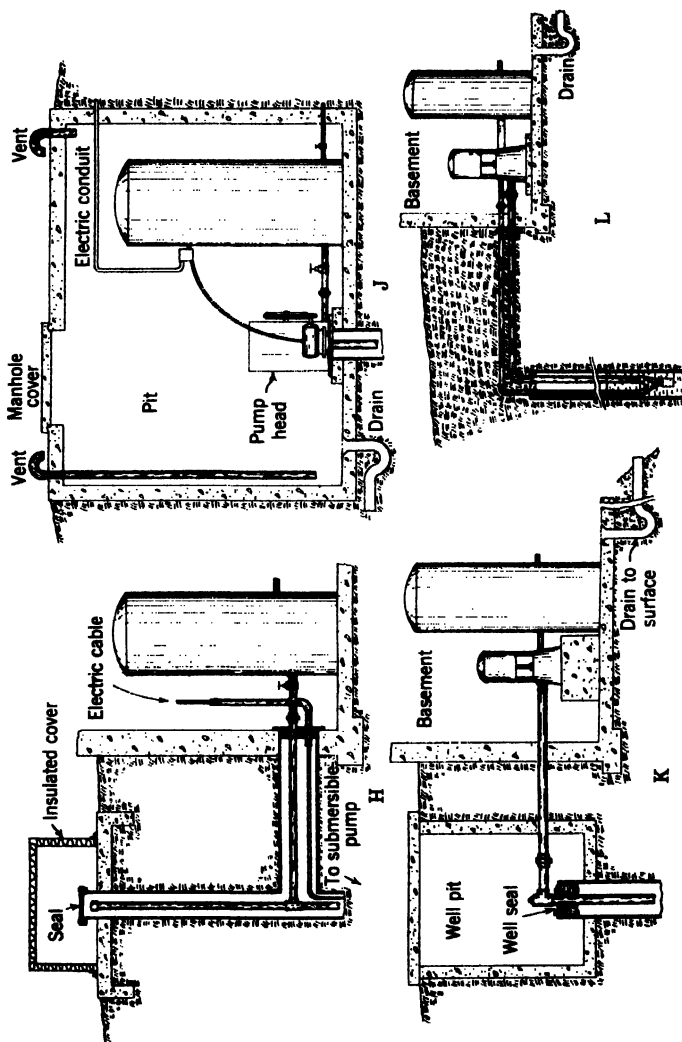 Insulated cover
Seal
Electric cable
To submersible
pump
H
Vent
Manhole
cover
Vent
Electric conduit
Pit
Pump
head
Drain
J
Basement
Well pit
Well seal
Drain to
surface
K
Basement
Drain
L